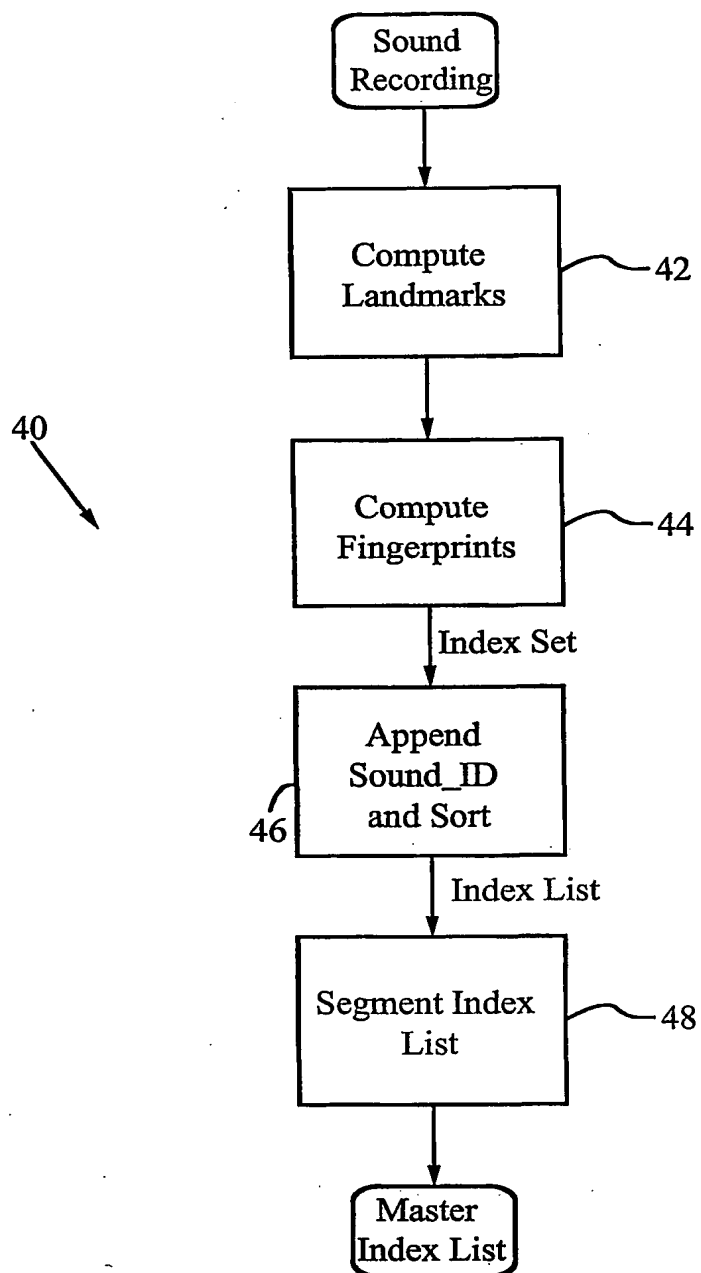 Sound
Recording
Compute
Landmarks
42
40
Compute
Fingerprints
44
Index Set
Append
Sound_ID
and Sort
46
Index List
Segment Index
List
48
Master
Index List